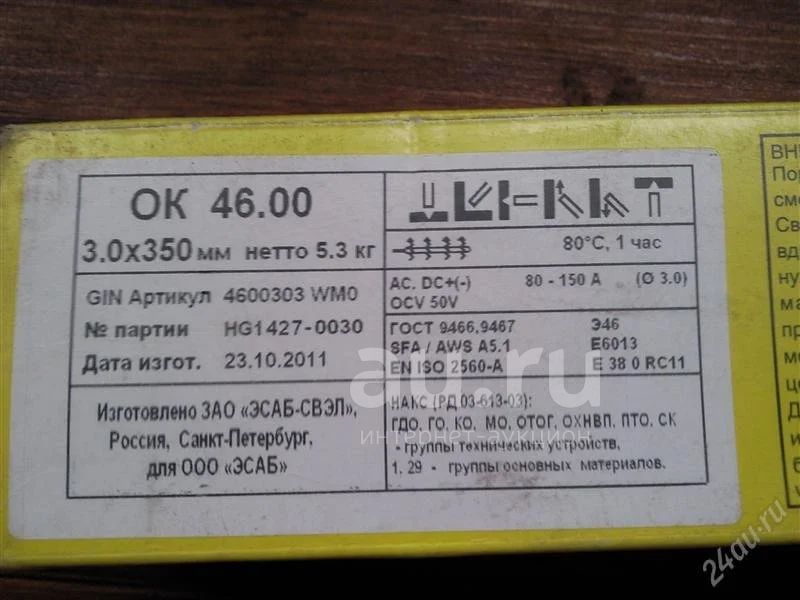 ОК 46.00
3.0x350 мм нетто 5.3 кг
GIN Артикул 4600303 WM0
№ партии HG1427-0030
Дата изгот. 23.10.2011
Изготовлено ЗАО «ЭСАБ-СВЭЛ»,
Россия, Санкт-Петербург,
для ООО «ЭСАБ»
80°C, 1 час
AC. DC+(-) 80 - 150 A (Ø 3.0)
OCV 50V
ГОСТ 9466,9467 Э46
SFA / AWS A5.1 E6013
EN ISO 2560-A E 38 0 RC11
НАКС (РД 03-613-03):
ГДО, ГО, КО, МО, ОТОГ, ОХНВП, ПТО, СК
- группы технических устройств,
1, 29 - группы основных материалов.
au.ru
интернет-аукцион
24au.ru